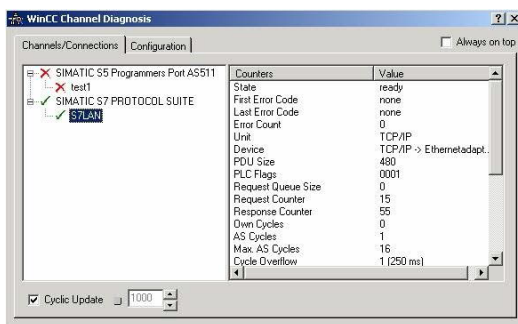 WinCC Channel Diagnosis
Channels/Connections Configuration Always on top
SIMATIC S5 Programmers Port AS511
test1
SIMATIC S7 PROTOCOL SUITE
S7LAN
Counters Value
State ready
First Error Code none
Last Error Code none
Error Count 0
Unit TCP/IP
Device TCP/IP -> Ethernetadapt..
PDU Size 480
PLC Flags 0001
Request Queue Size 0
Request Counter 15
Response Counter 55
Own Cycles 0
AS Cycles 1
Max. AS Cycles 16
Cycle Overflow 1 (250 ms)
Cyclic Update 1000